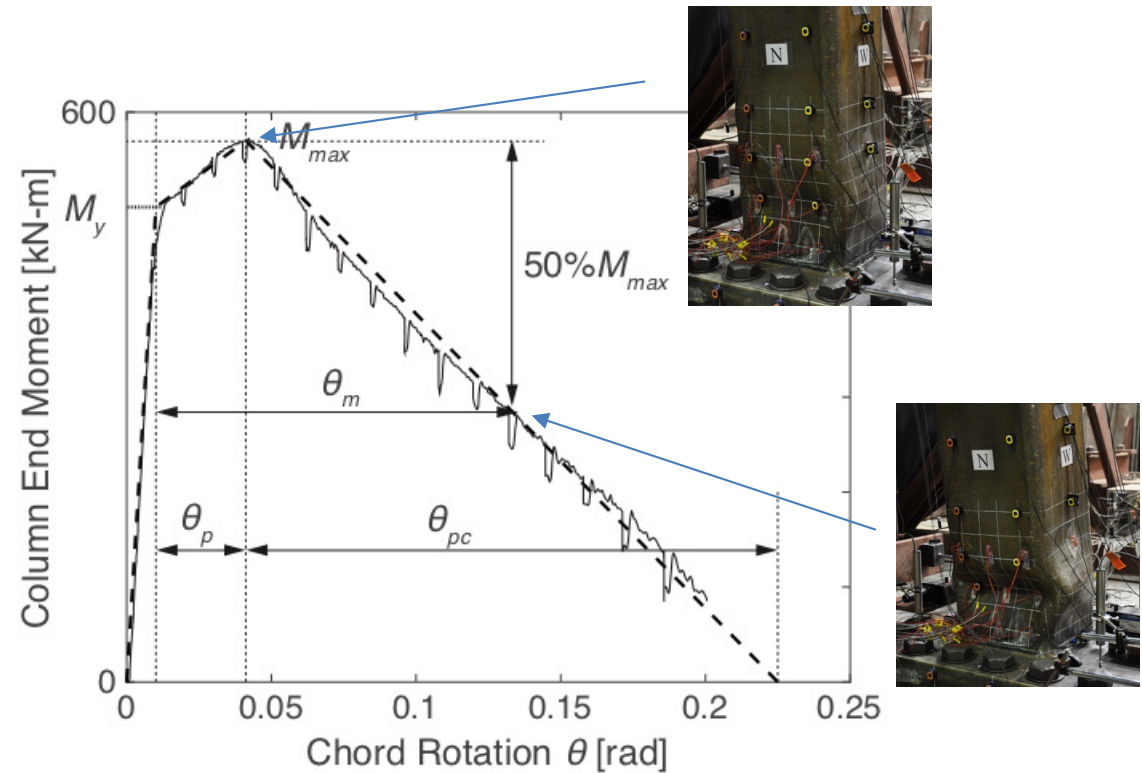 N
W
600
M_max
M_y
50%M_max
Column End Moment [kN-m]
θ_m
N
W
θ_p
θ_pc
0
0
0.05
0.1
0.15
0.2
0.25
Chord Rotation θ [rad]